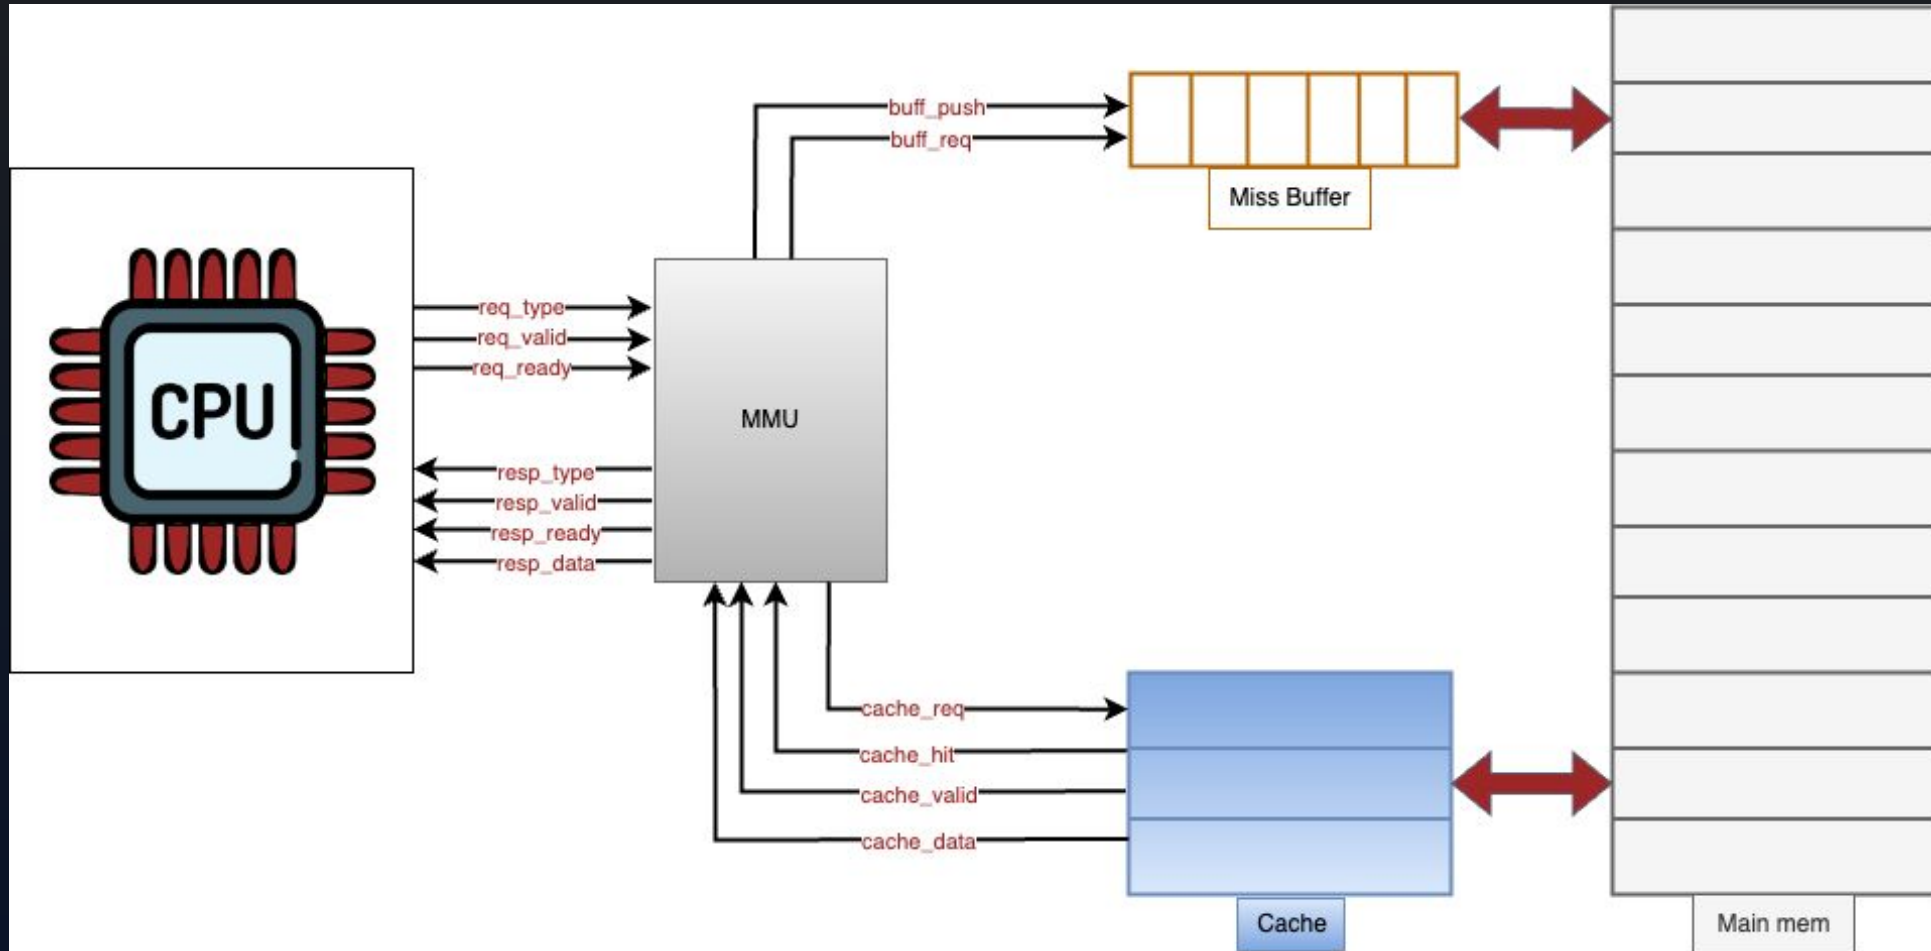 buff_push
buff_req
Miss Buffer
req_type
req_valid
req_ready
CPU
MMU
resp_type
resp_valid
resp_ready
resp_data
cache_req
cache_hit
cache_valid
cache_data
Cache
Main mem